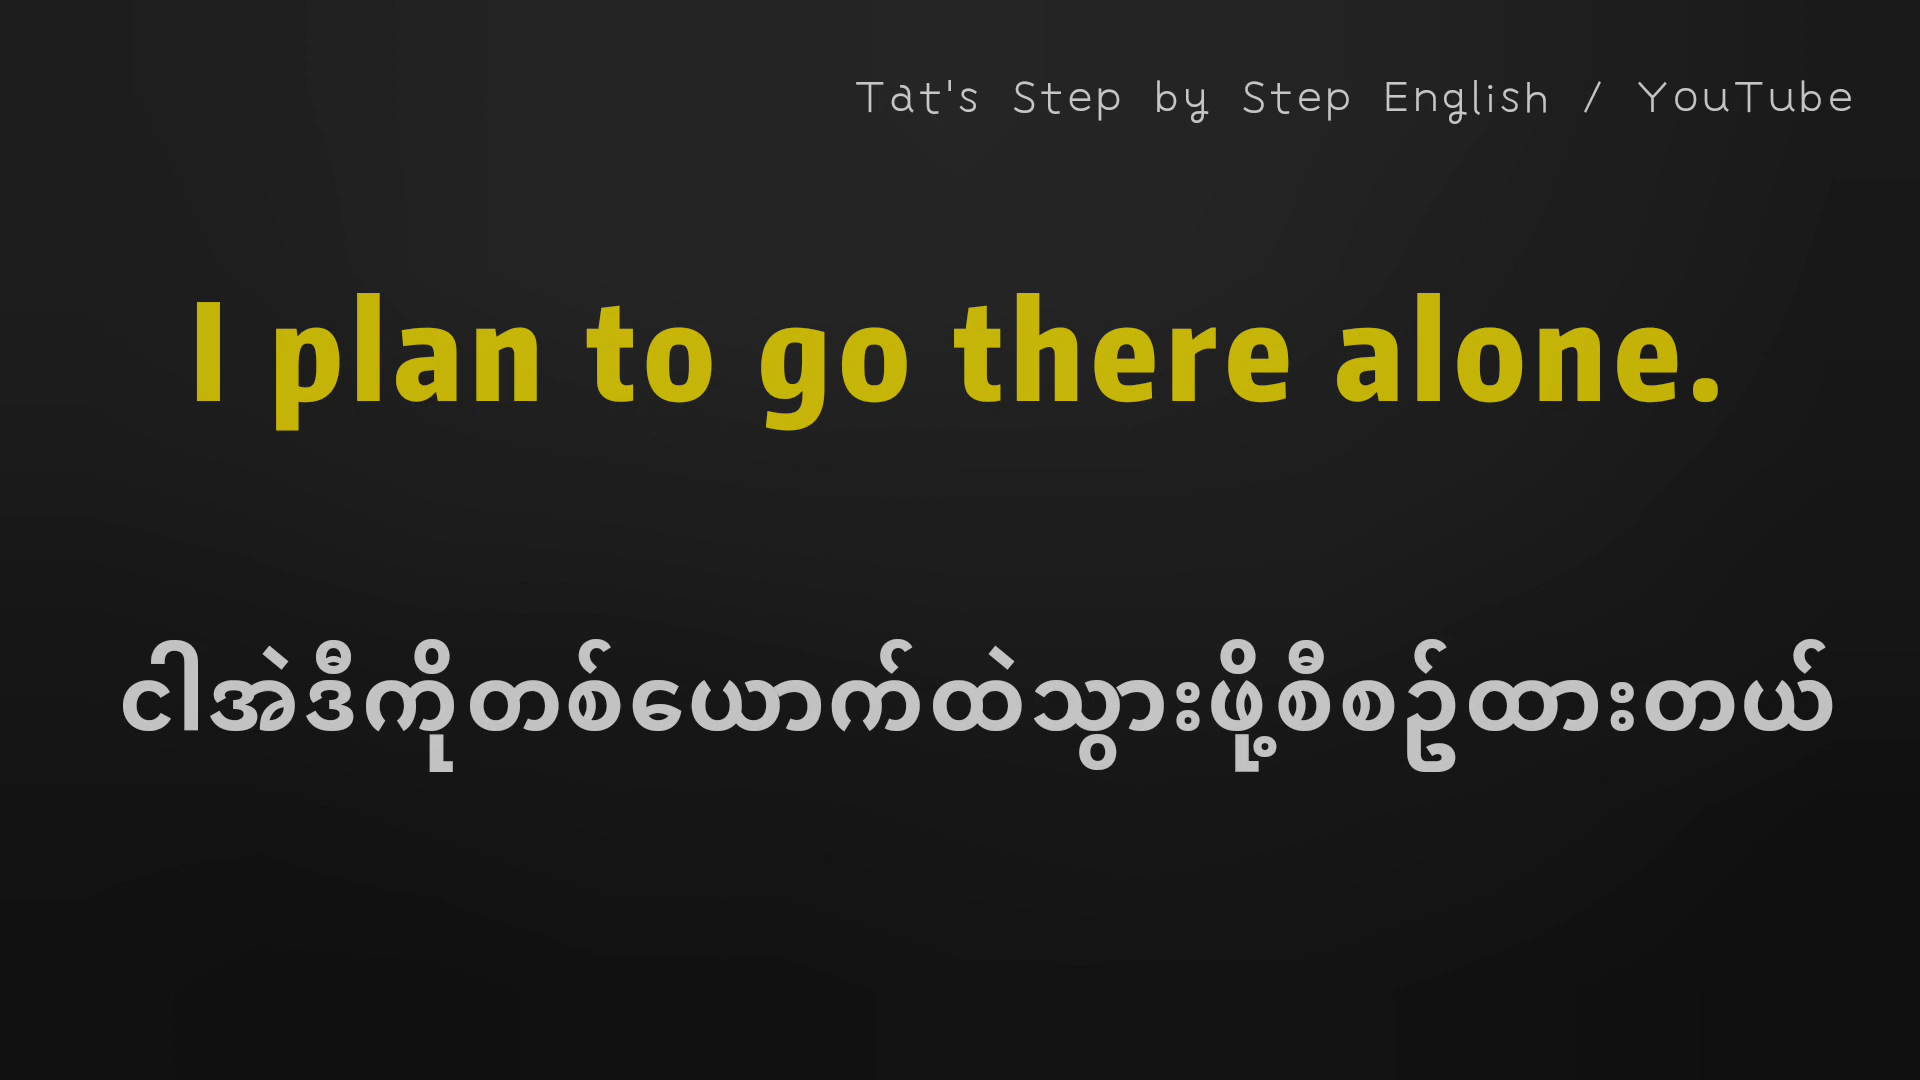 Tat's Step by Step English / YouTube
I plan to go there alone.
ငါအဲဒီကိုတစ်ယောက်ထဲသွားဖို့စီစဉ်ထားတယ်